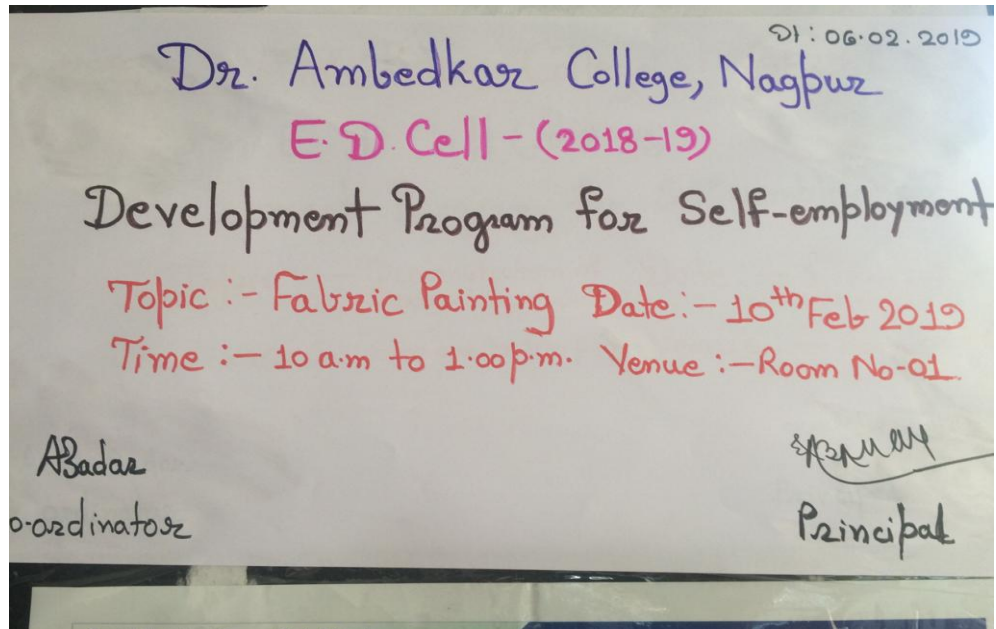 Dt: 06.02.2019
Dr. Ambedkar College, Nagpur
E.D. Cell - (2018-19)
Development Program for Self-employment
Topic :- Fabric Painting Date:- 10th Feb 2019
Time :- 10 a.m to 1.00 p.m. Venue :- Room No-01
ABadar
o-ordinator
Principal